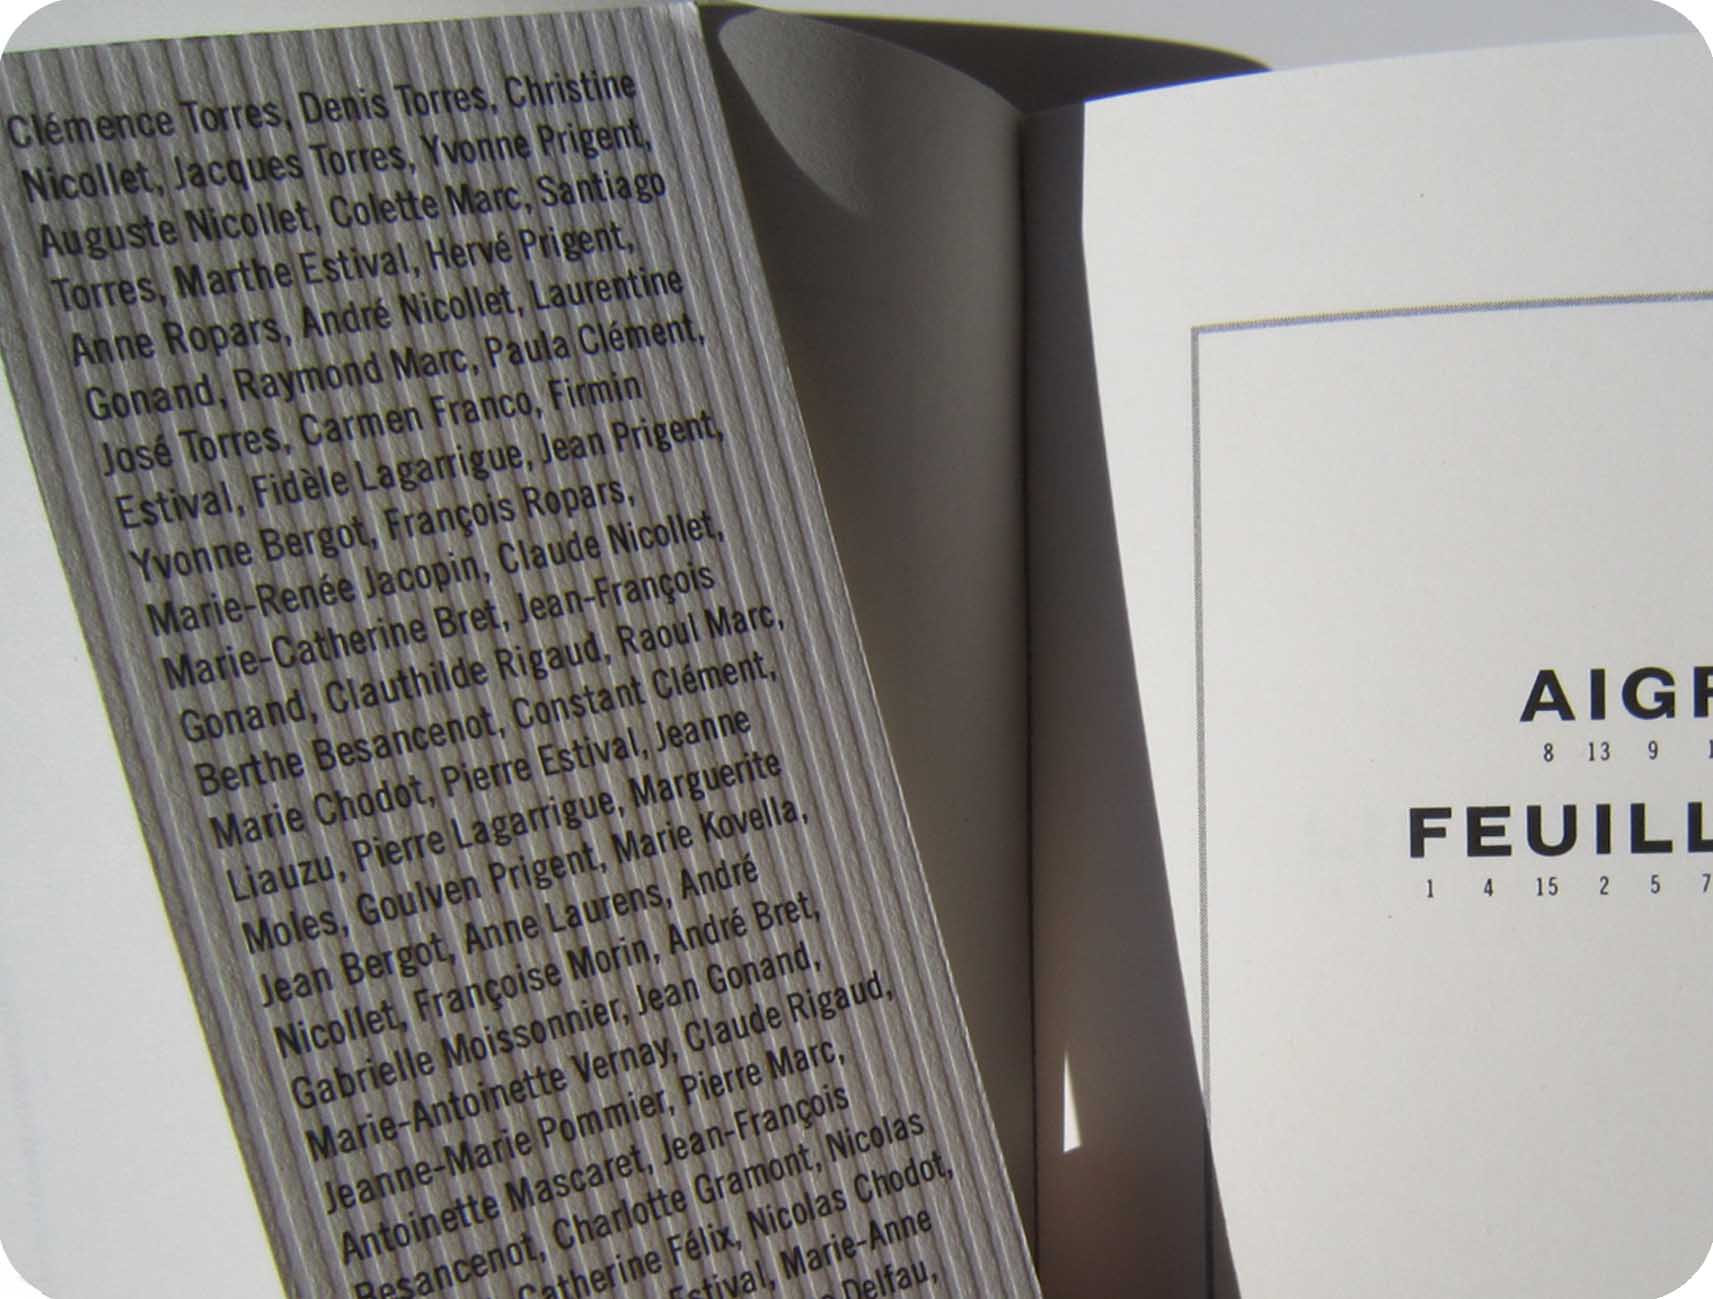 Clémence Torres, Denis Torres, Christine
Nicollet, Jacques Torres, Yvonne Prigent,
Auguste Nicollet, Colette Marc, Santiago
Torres, Marthe Estival, Hervé Prigent,
Anne Ropars, André Nicollet, Laurentine
Gonand, Raymond Marc, Paula Clément,
José Torres, Carmen Franco, Firmin
Estival, Fidèle Lagarrigue, Jean Prigent,
Yvonne Bergot, François Ropars,
Marie-Renée Jacopin, Claude Nicollet,
Marie-Catherine Bret, Jean-François
Gonand, Clauthilde Rigaud, Raoul Marc,
Berthe Besancenot, Constant Clément,
Marie Chodot, Pierre Estival, Jeanne
Liauzu, Pierre Lagarrigue, Marguerite
Moles, Goulven Prigent, Marie Kovella,
Jean Bergot, Anne Laurens, André
Nicollet, Françoise Morin, André Bret,
Gabrielle Moissonnier, Jean Gonand,
Marie-Antoinette Vernay, Claude Rigaud,
Jeanne-Marie Pommier, Pierre Marc,
Antoinette Mascaret, Jean-François
Besancenot, Charlotte Gramont, Nicolas
Catherine Félix, Nicolas Chodot,
Estival, Marie-Anne
Delfau,
AIG
8 13 9 1
FEUILL
1 4 15 2 5 7